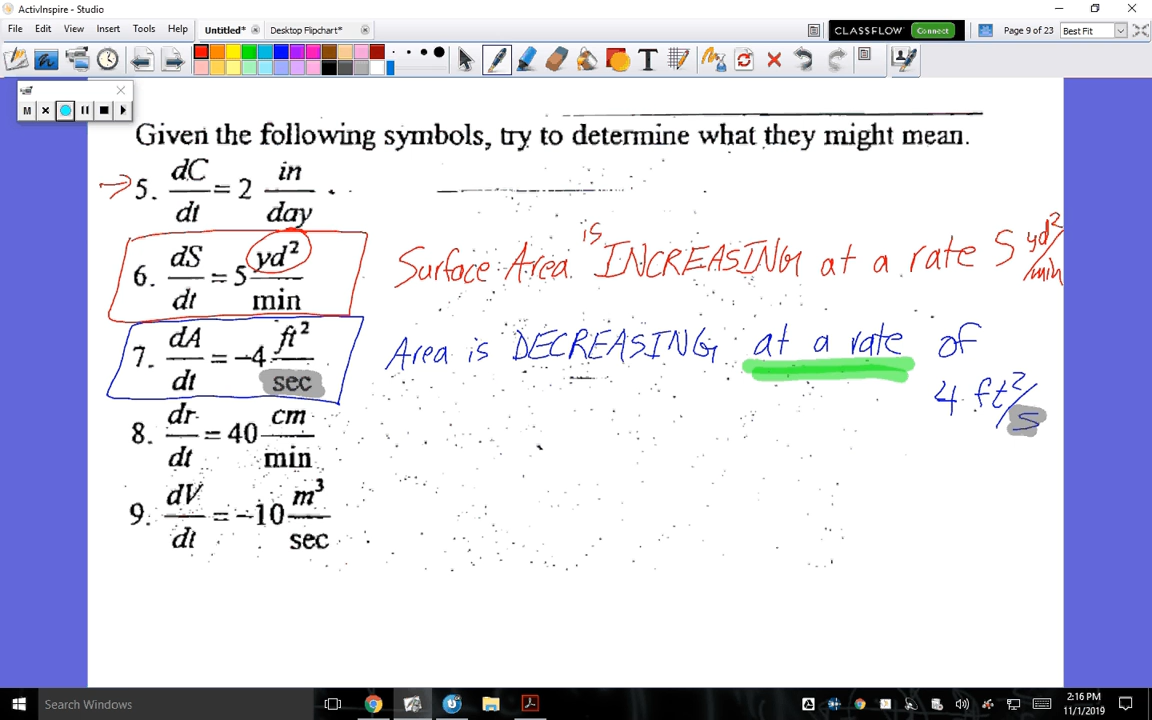 ActivInspire - Studio
File Edit View Insert Tools Help Untitled* Desktop Flipchart* CLASSFLOW Connect Page 9 of 23 Best Fit
M
Given the following symbols, try to determine what they might mean.
5. dC/dt = 2 in/day
6. dS/dt = 5 yd²/min Surface Area is INCREASING at a rate 5 yd²/min
7. dA/dt = -4 ft²/sec Area is DECREASING at a rate of
4 ft²/s
8. dr/dt = 40 cm/min
9. dV/dt = -10 m³/sec
Search Windows
2:16 PM
11/1/2019